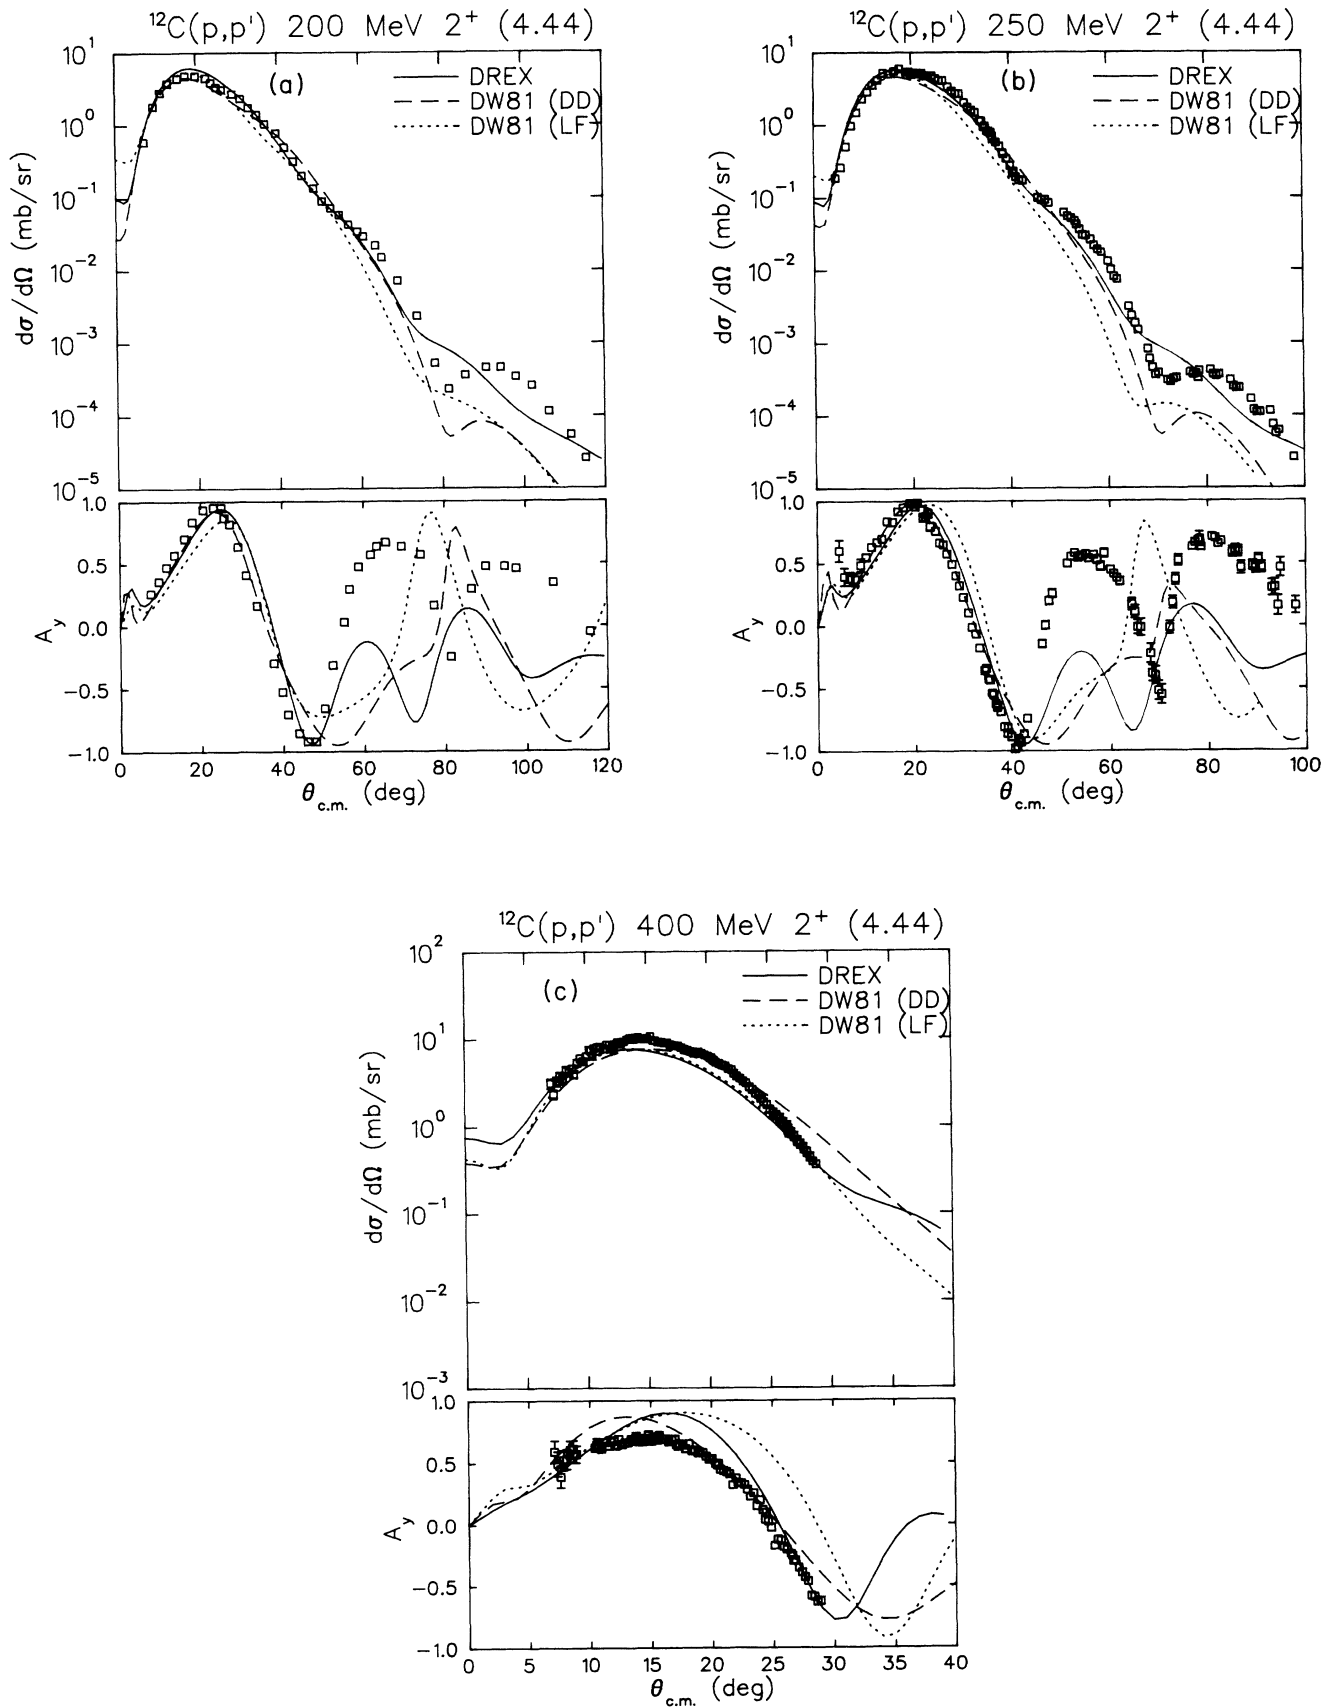 ¹²C(p,p') 200 MeV 2⁺ (4.44)
(a)
DREX
DW81 (DD)
DW81 (LF)
dσ/dΩ (mb/sr)
10¹
10⁰
10⁻¹
10⁻²
10⁻³
10⁻⁴
10⁻⁵
A_y
1.0
0.5
0.0
−0.5
−1.0
0 20 40 60 80 100 120
θ_c.m. (deg)
¹²C(p,p') 250 MeV 2⁺ (4.44)
(b)
DREX
DW81 (DD)
DW81 (LF)
dσ/dΩ (mb/sr)
10¹
10⁰
10⁻¹
10⁻²
10⁻³
10⁻⁴
10⁻⁵
A_y
1.0
0.5
0.0
−0.5
−1.0
0 20 40 60 80 100
θ_c.m. (deg)
¹²C(p,p') 400 MeV 2⁺ (4.44)
(c)
DREX
DW81 (DD)
DW81 (LF)
dσ/dΩ (mb/sr)
10²
10¹
10⁰
10⁻¹
10⁻²
10⁻³
A_y
1.0
0.5
0.0
−0.5
−1.0
0 5 10 15 20 25 30 35 40
θ_c.m. (deg)